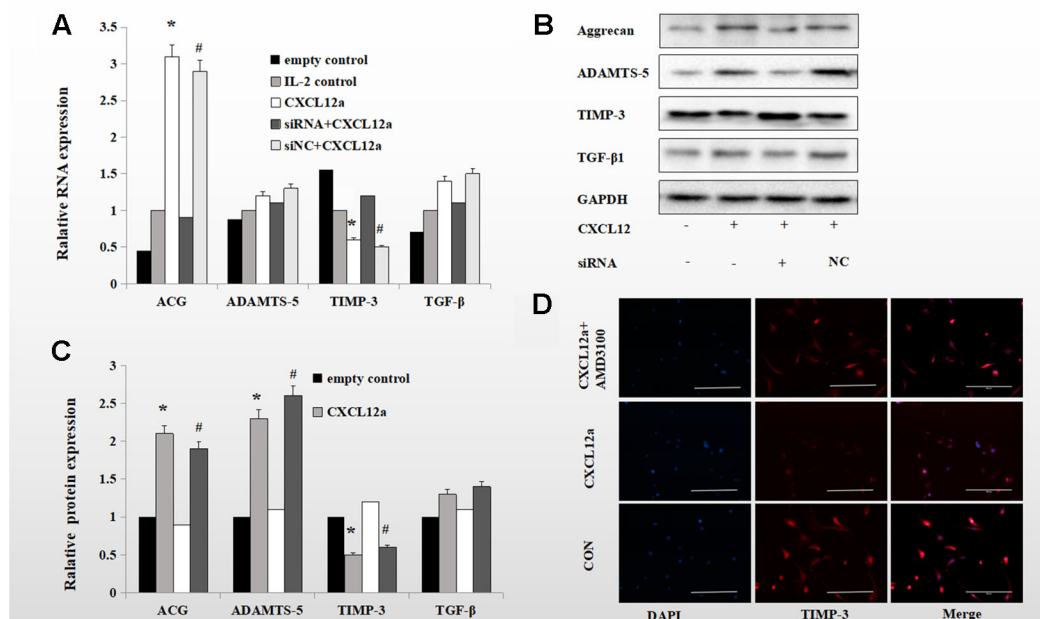 A
3.5
3
2.5
2
1.5
1
0.5
0
Ralative RNA expression
*
#
empty control
IL-2 control
CXCL12a
siRNA+CXCL12a
siNC+CXCL12a
*
#
ACG ADAMTS-5 TIMP-3 TGF-β
B
Aggrecan
ADAMTS-5
TIMP-3
TGF-β1
GAPDH
CXCL12 - + + +
siRNA - - + NC
C
3
2.5
2
1.5
1
0.5
0
Ralative protein expression
*
#
*
#
*
#
empty control
CXCL12a
ACG ADAMTS-5 TIMP-3 TGF-β
D
CXCL12a+
AMD3100
CXCL12a
CON
DAPI TIMP-3 Merge